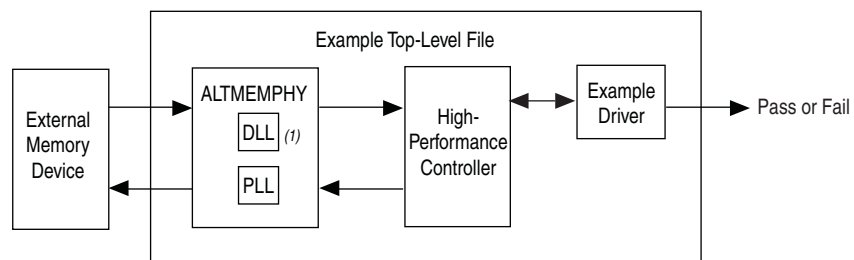 Example Top-Level File
External
Memory
Device
ALTMEMPHY
DLL (1)
PLL
High-
Performance
Controller
Example
Driver
Pass or Fail